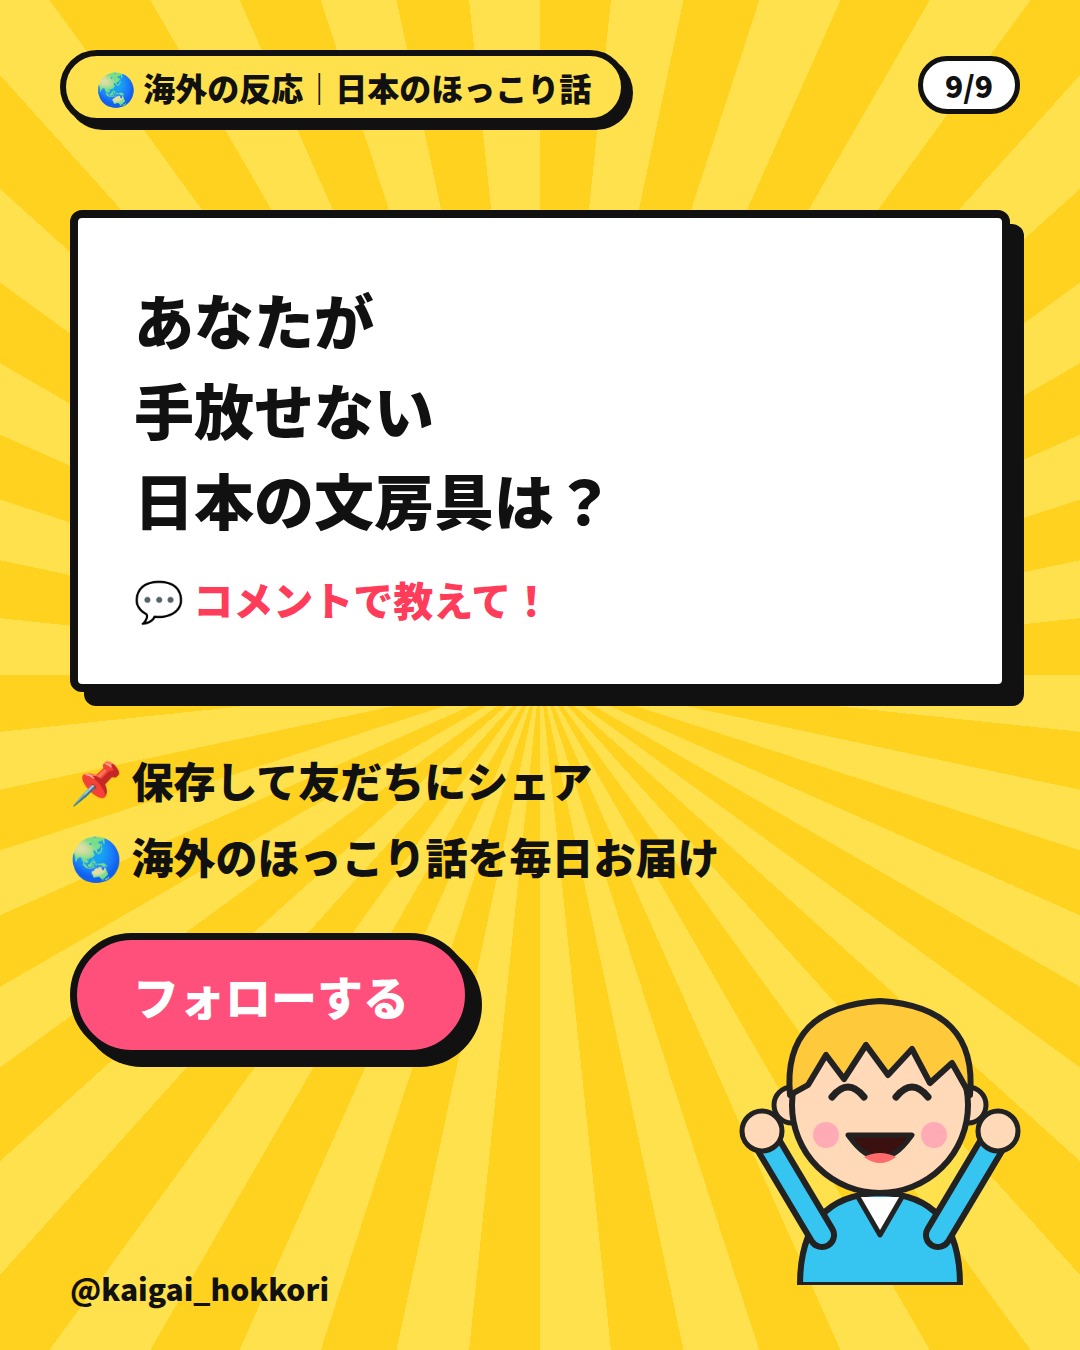 🌏 海外の反応｜日本のほっこり話
9/9
あなたが
手放せない
日本の文房具は？
💬 コメントで教えて！
📌 保存して友だちにシェア
🌏 海外のほっこり話を毎日お届け
フォローする
@kaigai_hokkori